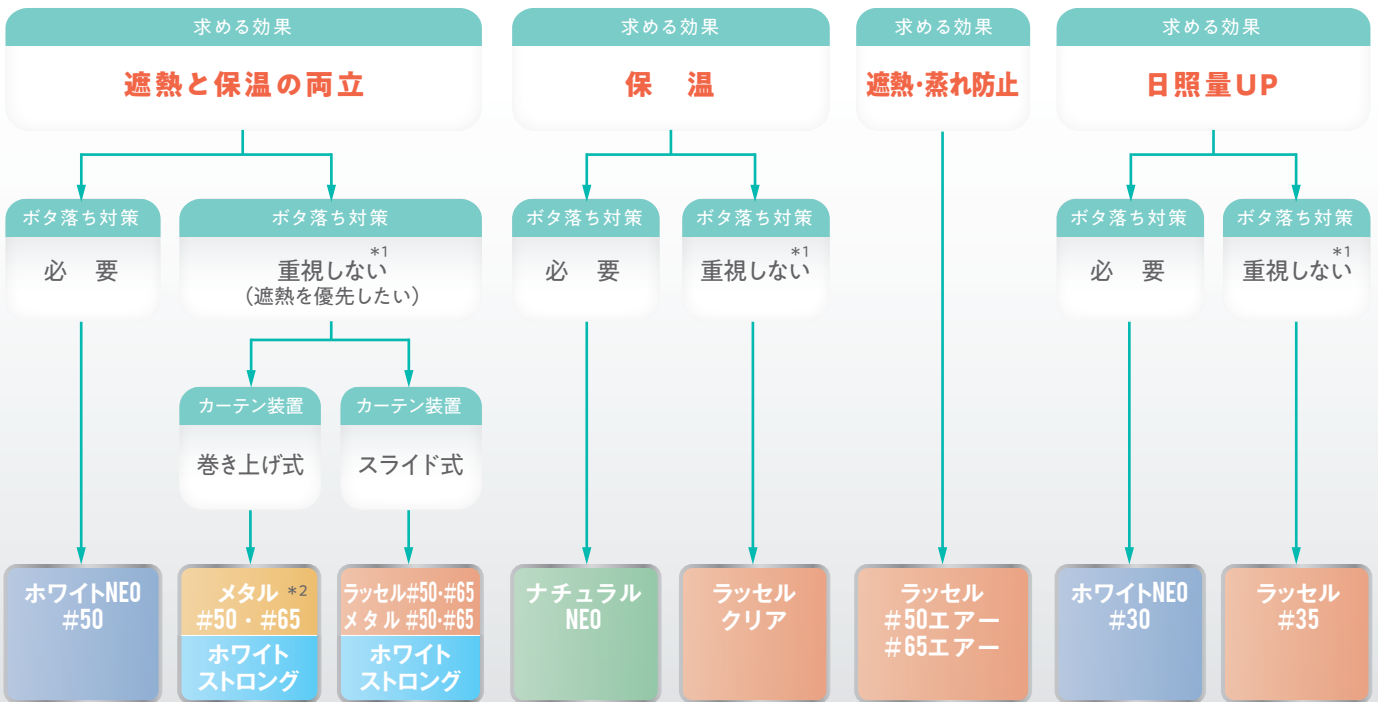 求める効果
遮熱と保温の両立
求める効果
保 温
求める効果
遮熱・蒸れ防止
求める効果
日照量UP
ボタ落ち対策
必 要
ボタ落ち対策
重視しない*1
(遮熱を優先したい)
ボタ落ち対策
必 要
ボタ落ち対策
重視しない*1
ボタ落ち対策
必 要
ボタ落ち対策
重視しない*1
カーテン装置
巻き上げ式
カーテン装置
スライド式
ホワイトNEO
#50
メタル *2
#50・#65
ホワイト
ストロング
ラッセル#50・#65
メタル#50・#65
ホワイト
ストロング
ナチュラル
NEO
ラッセル
クリア
ラッセル
#50エアー
#65エアー
ホワイトNEO
#30
ラッセル
#35